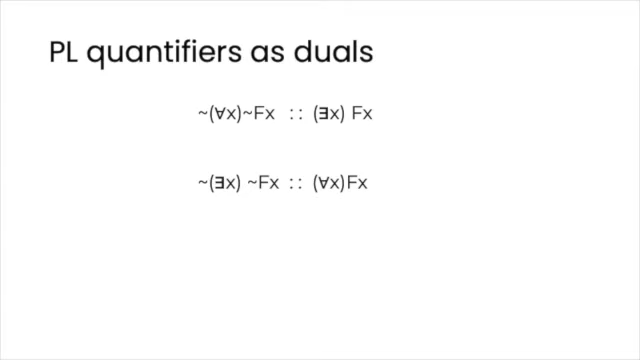 PL quantifiers as duals
~(∀x)~Fx :: (∃x) Fx
~(∃x) ~Fx :: (∀x)Fx